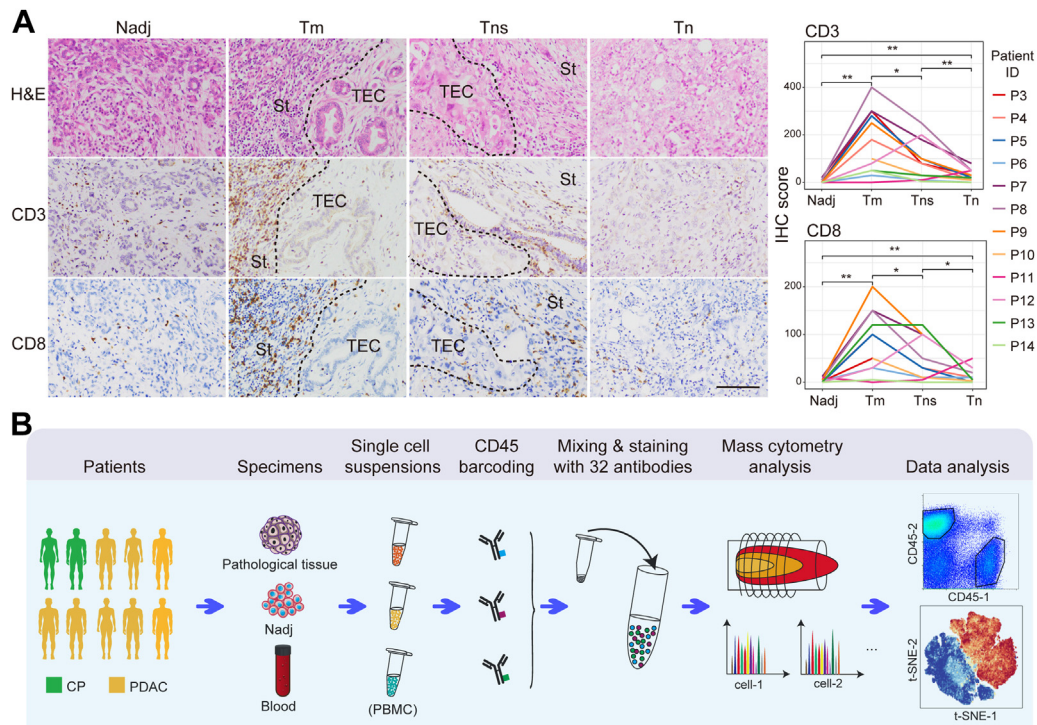 A
Nadj
Tm
Tns
Tn
H&E
St
TEC
TEC
St
CD3
St
TEC
TEC
St
CD8
St
TEC
TEC
St
CD3
**
** * **
400
200
0
Nadj Tm Tns Tn
IHC score
CD8
**
** * *
200
100
0
Nadj Tm Tns Tn
Patient
ID
P3
P4
P5
P6
P7
P8
P9
P10
P11
P12
P13
P14
B
Patients
Specimens
Single cell
suspensions
CD45
barcoding
Mixing & staining
with 32 antibodies
Mass cytometry
analysis
Data analysis
CP
PDAC
Pathological tissue
Nadj
Blood
(PBMC)
cell-1
cell-2
...
CD45-2
CD45-1
t-SNE-2
t-SNE-1